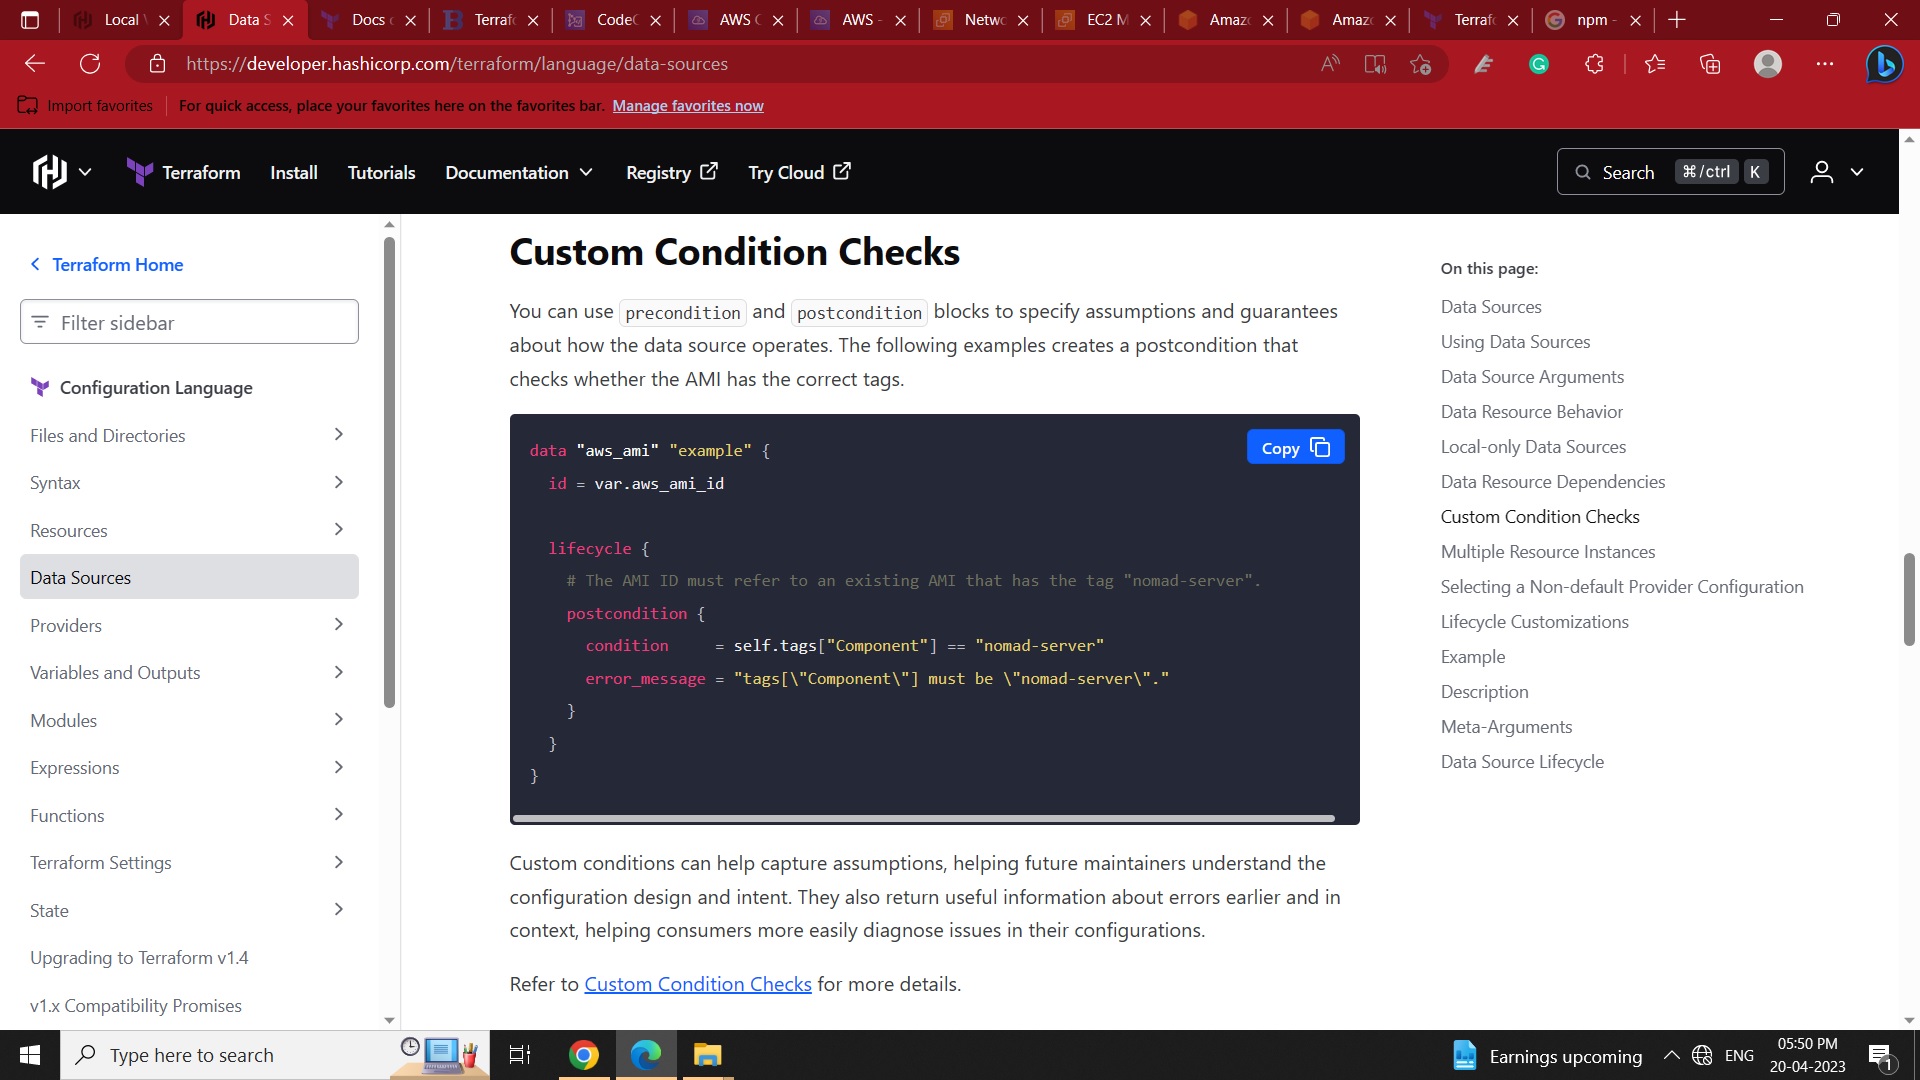 Local
Data S
Docs
Terraf
Code
AWS
AWS -
Netwo
EC2 M
Amaz
Amaz
Terraf
npm -
https://developer.hashicorp.com/terraform/language/data-sources
Import favorites
For quick access, place your favorites here on the favorites bar. Manage favorites now
Terraform Install Tutorials Documentation Registry Try Cloud
Search ⌘/ctrl K
Terraform Home
Filter sidebar
Configuration Language
Files and Directories
Syntax
Resources
Data Sources
Providers
Variables and Outputs
Modules
Expressions
Functions
Terraform Settings
State
Upgrading to Terraform v1.4
v1.x Compatibility Promises
Custom Condition Checks
You can use precondition and postcondition blocks to specify assumptions and guarantees
about how the data source operates. The following examples creates a postcondition that
checks whether the AMI has the correct tags.
Copy
data "aws_ami" "example" {
  id = var.aws_ami_id

  lifecycle {
    # The AMI ID must refer to an existing AMI that has the tag "nomad-server".
    postcondition {
      condition     = self.tags["Component"] == "nomad-server"
      error_message = "tags[\"Component\"] must be \"nomad-server\"."
    }
  }
}
Custom conditions can help capture assumptions, helping future maintainers understand the
configuration design and intent. They also return useful information about errors earlier and in
context, helping consumers more easily diagnose issues in their configurations.
Refer to Custom Condition Checks for more details.
On this page:
Data Sources
Using Data Sources
Data Source Arguments
Data Resource Behavior
Local-only Data Sources
Data Resource Dependencies
Custom Condition Checks
Multiple Resource Instances
Selecting a Non-default Provider Configuration
Lifecycle Customizations
Example
Description
Meta-Arguments
Data Source Lifecycle
Type here to search
Earnings upcoming
ENG
05:50 PM
20-04-2023
1